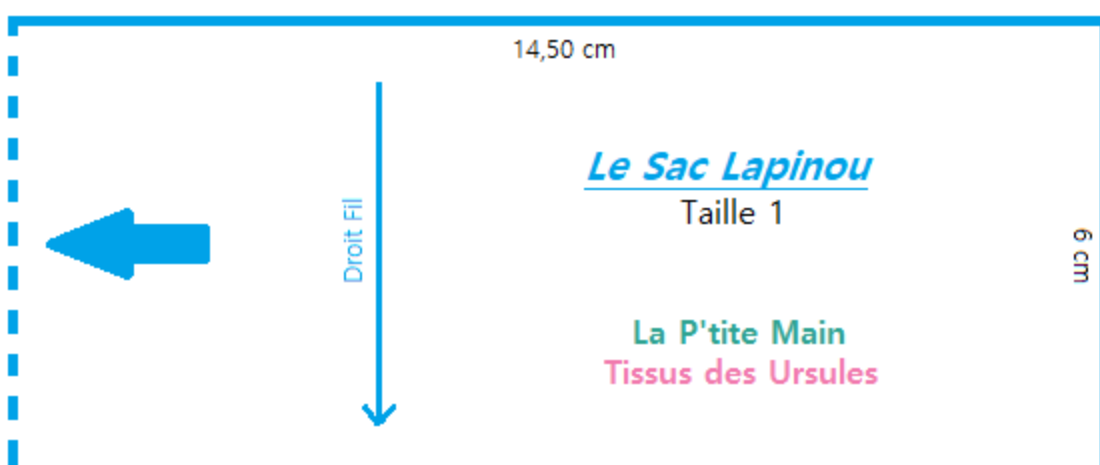 14,50 cm
Le Sac Lapinou
Taille 1
Droit Fil
6 cm
La P'tite Main
Tissus des Ursules